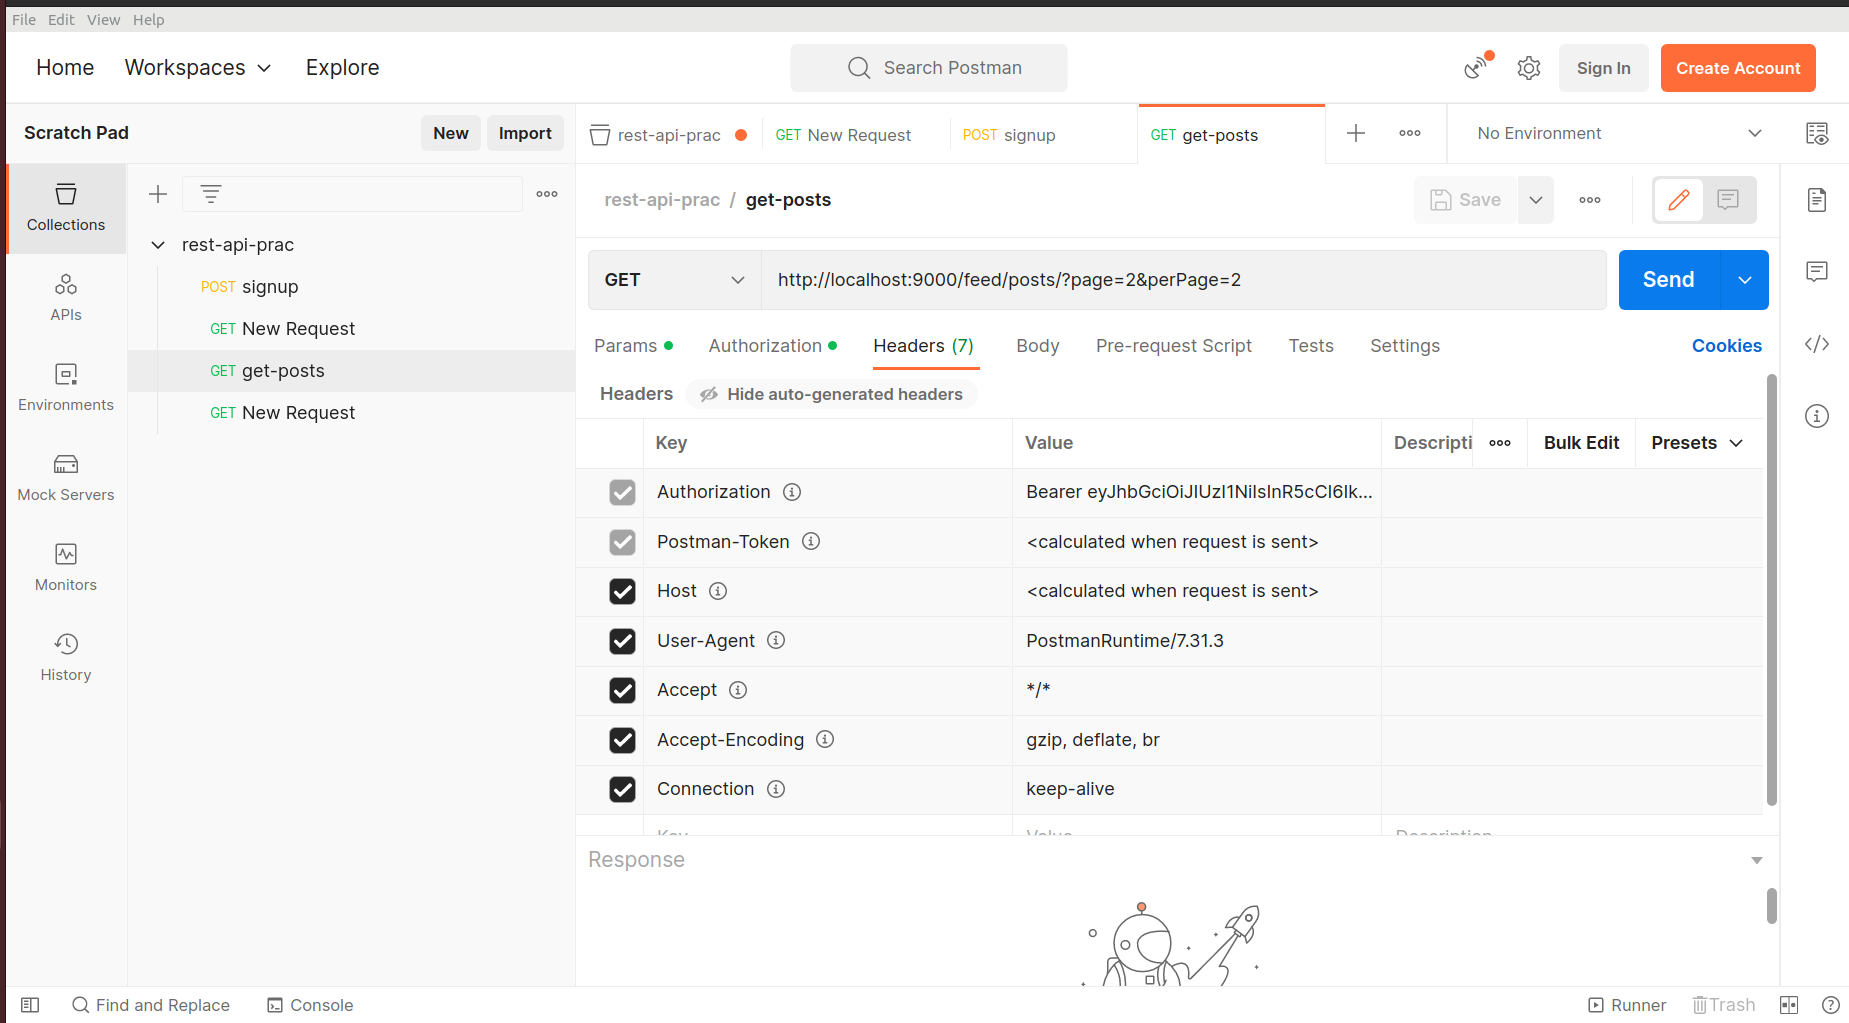 File Edit View Help
Home Workspaces Explore Search Postman Sign In Create Account
Scratch Pad New Import rest-api-prac GET New Request POST signup GET get-posts No Environment
Collections
APIs
Environments
Mock Servers
Monitors
History
rest-api-prac
POST signup
GET New Request
GET get-posts
GET New Request
rest-api-prac / get-posts Save
GET http://localhost:9000/feed/posts/?page=2&perPage=2 Send
Params Authorization Headers (7) Body Pre-request Script Tests Settings Cookies
Headers Hide auto-generated headers
Key Value Descripti Bulk Edit Presets
Authorization Bearer eyJhbGciOiJIUzI1NiIsInR5cCI6Ik...
Postman-Token <calculated when request is sent>
Host <calculated when request is sent>
User-Agent PostmanRuntime/7.31.3
Accept */*
Accept-Encoding gzip, deflate, br
Connection keep-alive
Key Value Description
Response
Find and Replace Console Runner Trash